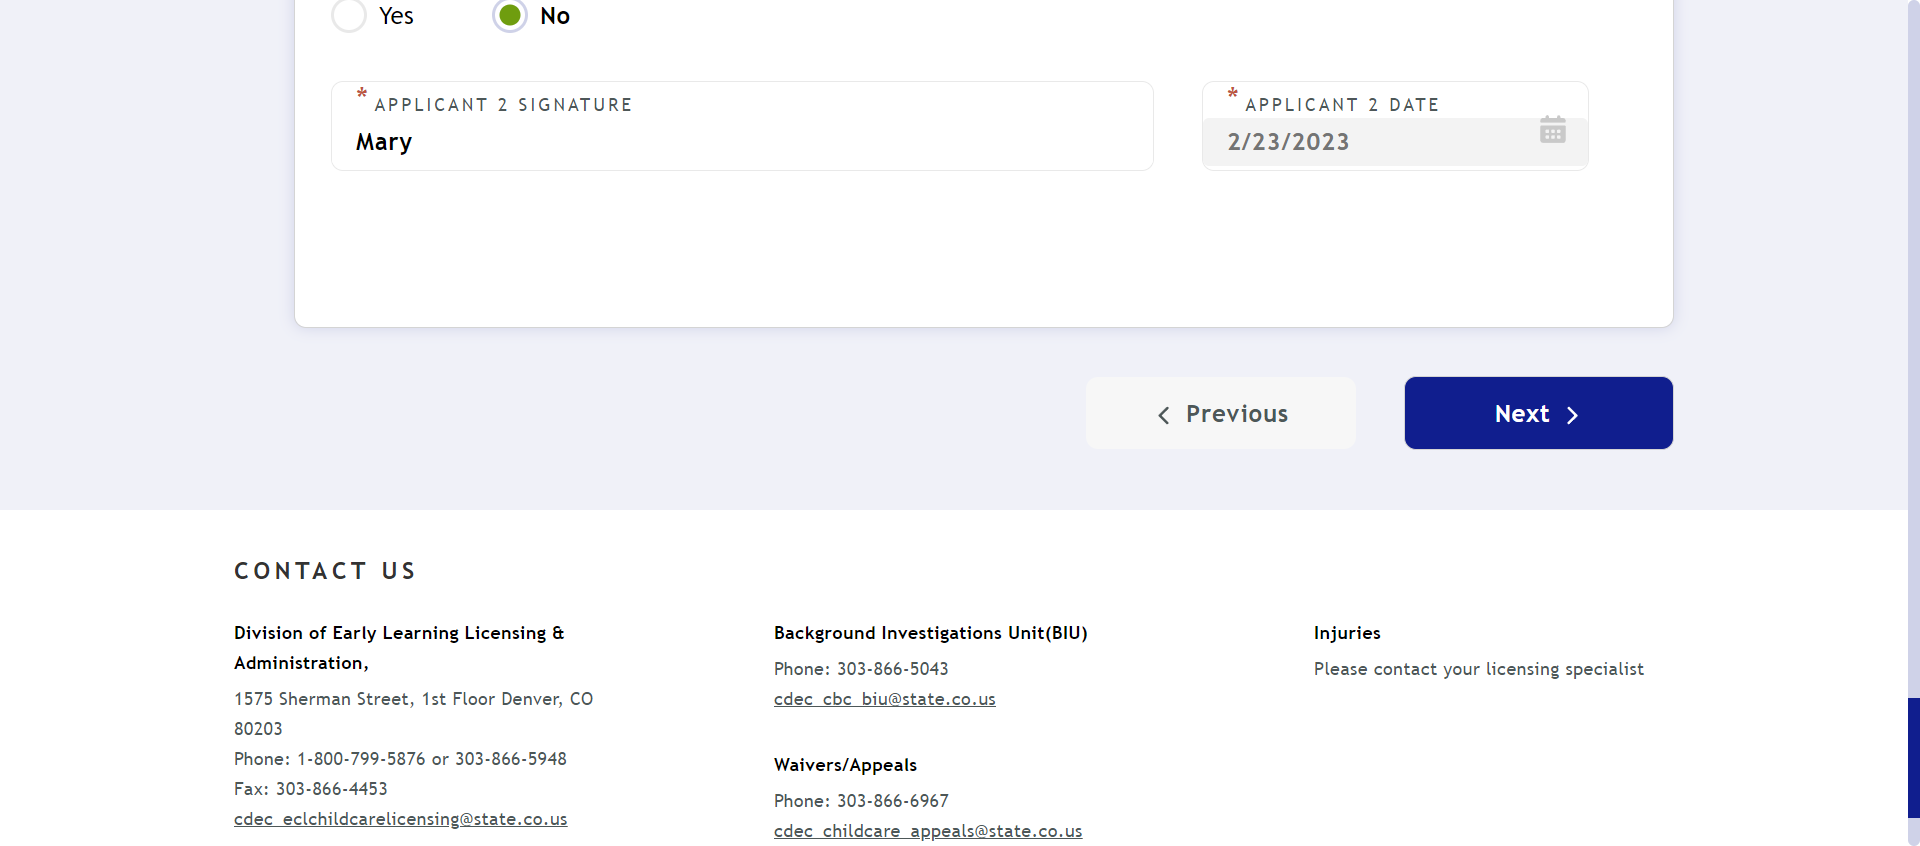 Yes No
* APPLICANT 2 SIGNATURE
Mary
* APPLICANT 2 DATE
2/23/2023
Previous
Next
CONTACT US
Division of Early Learning Licensing &
Administration,
1575 Sherman Street, 1st Floor Denver, CO
80203
Phone: 1-800-799-5876 or 303-866-5948
Fax: 303-866-4453
cdec_eclchildcarelicensing@state.co.us
Background Investigations Unit(BIU)
Phone: 303-866-5043
cdec_cbc_biu@state.co.us
Waivers/Appeals
Phone: 303-866-6967
cdec_childcare_appeals@state.co.us
Injuries
Please contact your licensing specialist